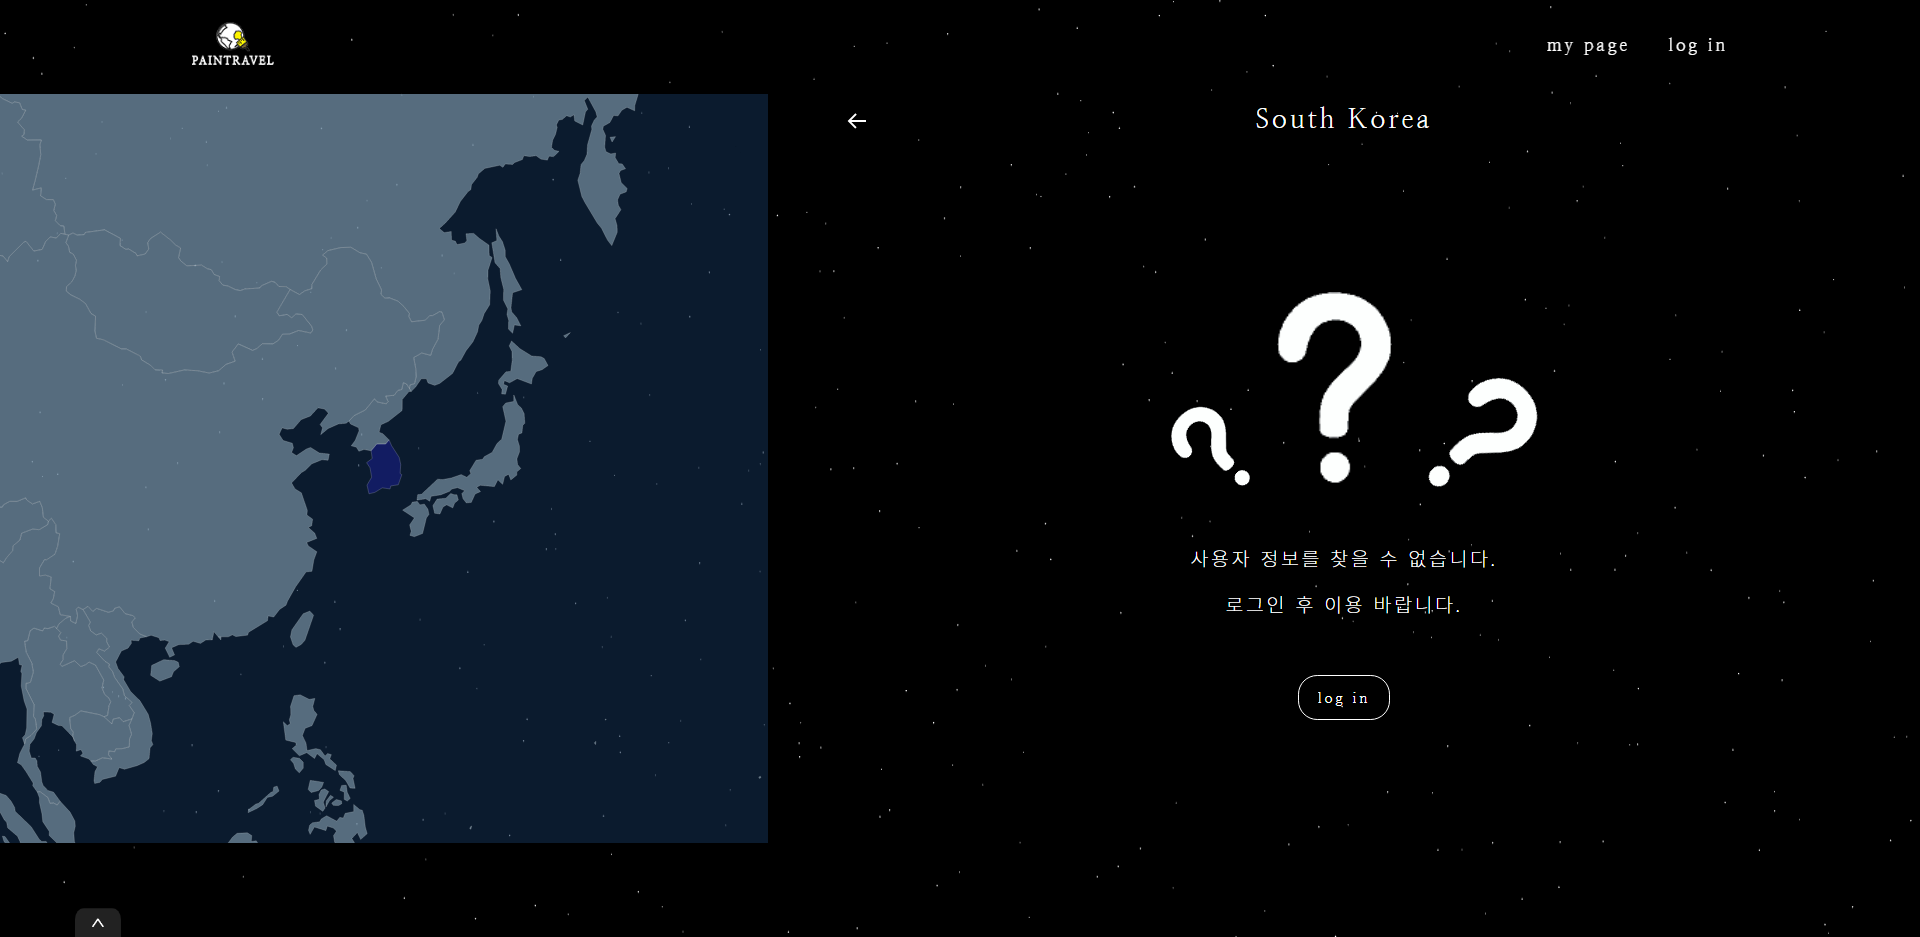 PAINTRAVEL
my page
log in
South Korea
???
사용자 정보를 찾을 수 없습니다.
로그인 후 이용 바랍니다.
log in